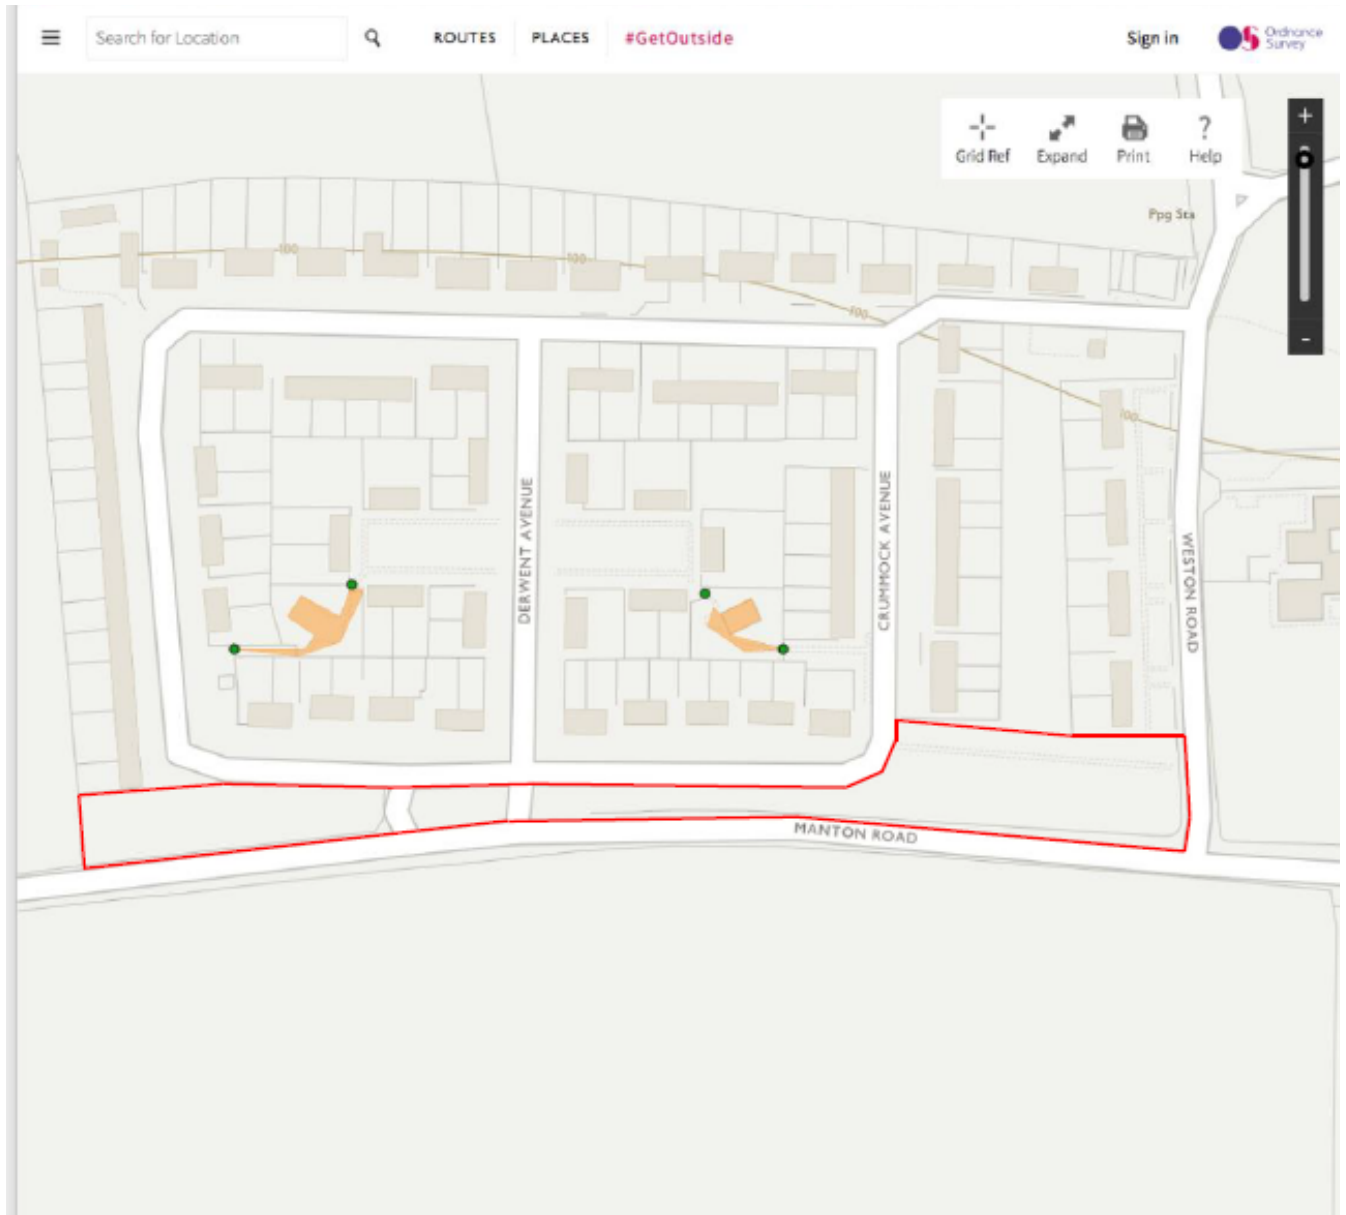 Search for Location
ROUTES
PLACES
#GetOutside
Sign in
Ordnance
Survey
Grid Ref
Expand
Print
?
Help
+
-
Ppg Sta
100
100
100
100
DERWENT AVENUE
CRUMMOCK AVENUE
WESTON ROAD
MANTON ROAD